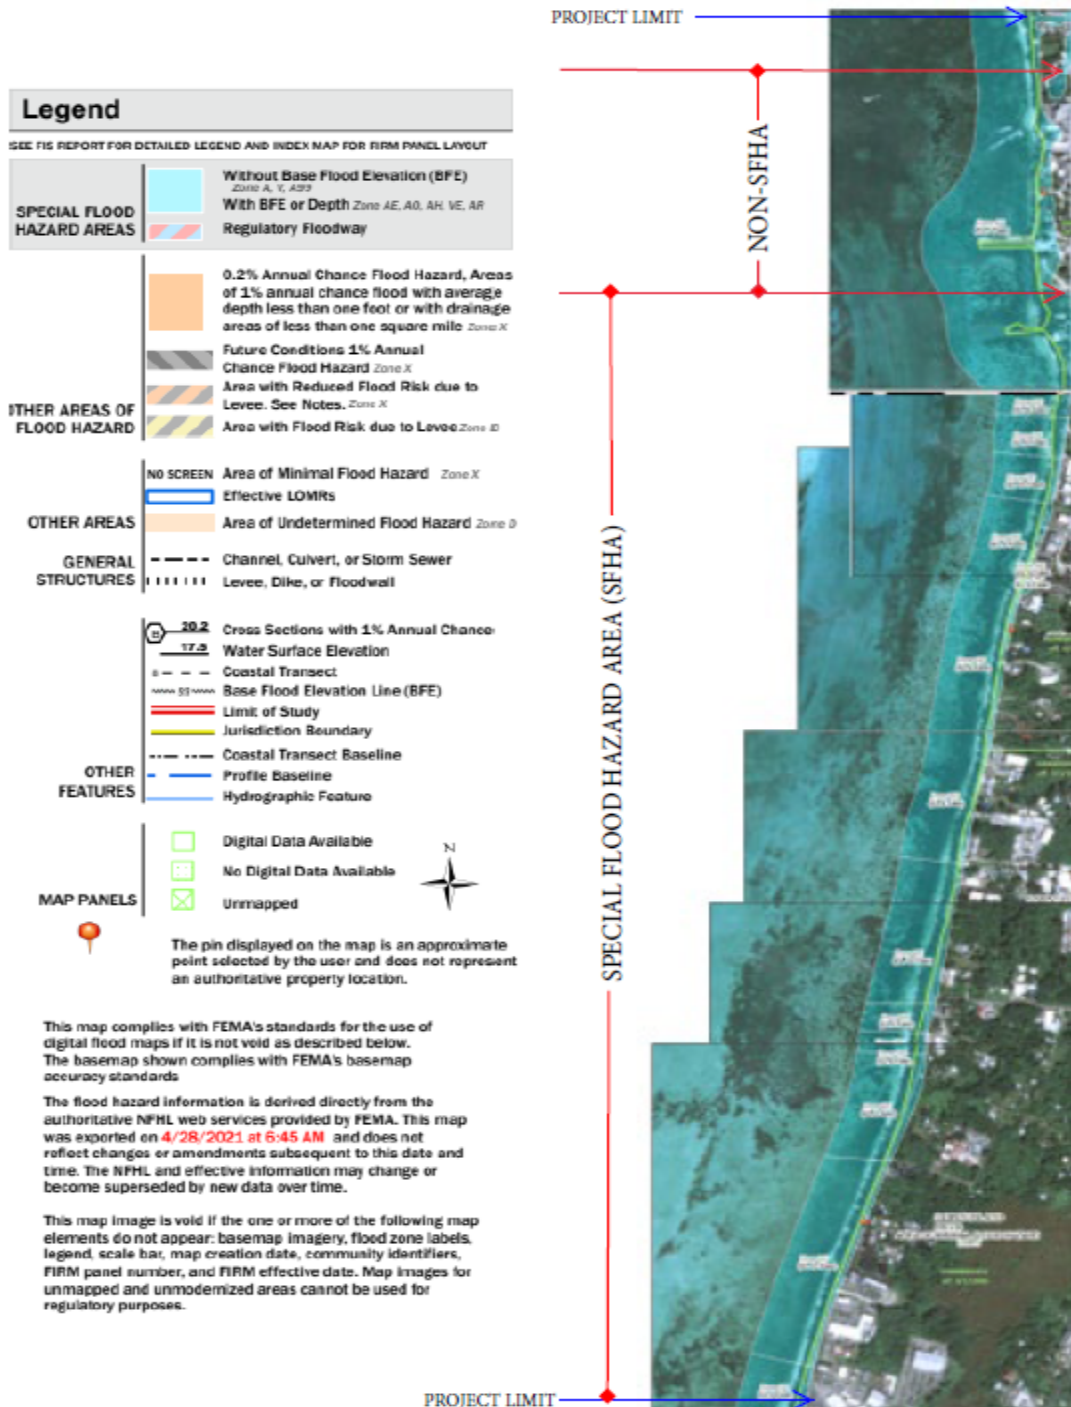 PROJECT LIMIT
Legend
SEE FIS REPORT FOR DETAILED LEGEND AND INDEX MAP FOR FIRM PANEL LAYOUT
SPECIAL FLOOD
HAZARD AREAS
Without Base Flood Elevation (BFE)
Zone A, V, A99
With BFE or Depth Zone AE, AO, AH, VE, AR
Regulatory Floodway
OTHER AREAS OF
FLOOD HAZARD
0.2% Annual Chance Flood Hazard, Areas
of 1% annual chance flood with average
depth less than one foot or with drainage
areas of less than one square mile Zone X
Future Conditions 1% Annual
Chance Flood Hazard Zone X
Area with Reduced Flood Risk due to
Levee. See Notes. Zone X
Area with Flood Risk due to Levee Zone D
OTHER AREAS
NO SCREEN Area of Minimal Flood Hazard Zone X
Effective LOMRs
Area of Undetermined Flood Hazard Zone D
GENERAL
STRUCTURES
Channel, Culvert, or Storm Sewer
Levee, Dike, or Floodwall
OTHER
FEATURES
20.2 Cross Sections with 1% Annual Chance
17.5 Water Surface Elevation
Coastal Transect
Base Flood Elevation Line (BFE)
Limit of Study
Jurisdiction Boundary
Coastal Transect Baseline
Profile Baseline
Hydrographic Feature
MAP PANELS
Digital Data Available
No Digital Data Available
Unmapped
N
The pin displayed on the map is an approximate
point selected by the user and does not represent
an authoritative property location.
This map complies with FEMA's standards for the use of
digital flood maps if it is not void as described below.
The basemap shown complies with FEMA's basemap
accuracy standards
The flood hazard information is derived directly from the
authoritative NFHL web services provided by FEMA. This map
was exported on 4/28/2021 at 6:45 AM and does not
reflect changes or amendments subsequent to this date and
time. The NFHL and effective information may change or
become superseded by new data over time.
This map image is void if the one or more of the following map
elements do not appear: basemap imagery, flood zone labels,
legend, scale bar, map creation date, community identifiers,
FIRM panel number, and FIRM effective date. Map images for
unmapped and unmodernized areas cannot be used for
regulatory purposes.
NON-SFHA
SPECIAL FLOOD HAZARD AREA (SFHA)
PROJECT LIMIT